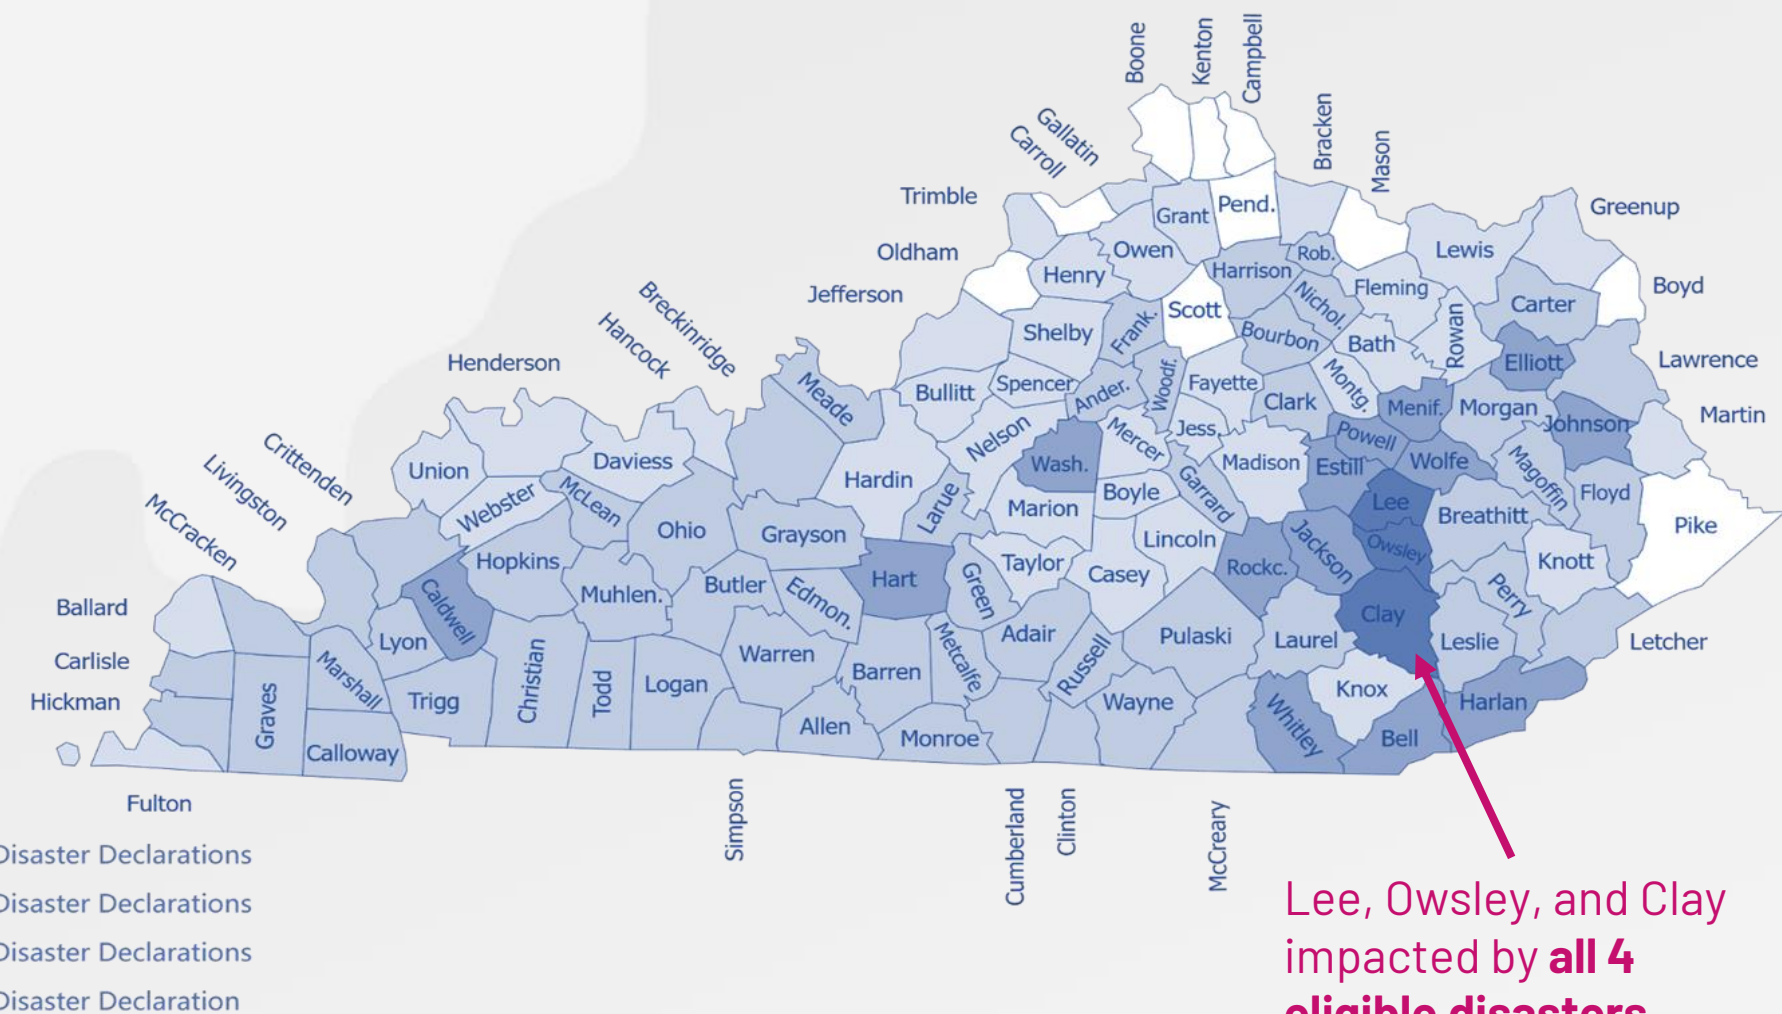 Boone
Kenton
Campbell
Gallatin
Carroll
Bracken
Mason
Trimble
Grant
Pend.
Greenup
Oldham
Owen
Rob.
Lewis
Henry
Harrison
Jefferson
Nichol.
Fleming
Boyd
Breckinridge
Hancock
Scott
Carter
Shelby
Frank.
Bourbon
Bath
Rowan
Henderson
Elliott
Lawrence
Meade
Bullitt
Spencer
Ander.
Woodf.
Fayette
Clark
Montg.
Menif.
Morgan
Johnson
Martin
Nelson
Mercer
Jess.
Powell
Crittenden
Livingston
McCracken
Union
Daviess
Hardin
Wash.
Madison
Estill
Wolfe
Magoffin
Floyd
Webster
McLean
Larue
Boyle
Garrard
Lee
Ohio
Grayson
Marion
Breathitt
Pike
Hopkins
Lincoln
Jackson
Owsley
Taylor
Knott
Hart
Casey
Rockc.
Caldwell
Muhlen.
Butler
Edmon.
Green
Perry
Ballard
Clay
Lyon
Adair
Pulaski
Laurel
Leslie
Letcher
Carlisle
Warren
Metcalfe
Russell
Marshall
Christian
Todd
Logan
Barren
Knox
Hickman
Graves
Trigg
Wayne
Whitley
Harlan
Calloway
Allen
Monroe
Bell
Fulton
Simpson
Cumberland
Clinton
McCreary
Disaster Declarations
Disaster Declarations
Disaster Declarations
Disaster Declaration
Lee, Owsley, and Clay
impacted by all 4
eligible disasters